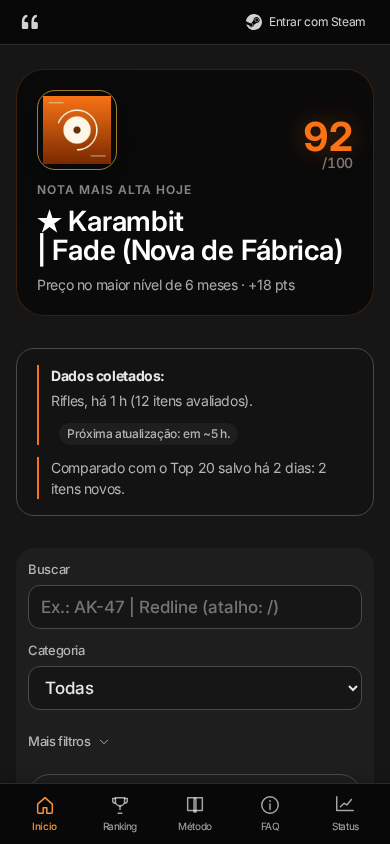 Entrar com Steam
92
/100
NOTA MAIS ALTA HOJE
★ Karambit
| Fade (Nova de Fábrica)
Preço no maior nível de 6 meses · +18 pts
Dados coletados:
Rifles, há 1 h (12 itens avaliados).
Próxima atualização: em ~5 h.
Comparado com o Top 20 salvo há 2 dias: 2
itens novos.
Buscar
Ex.: AK-47 | Redline (atalho: /)
Categoria
Todas
Mais filtros
Início
Ranking
Método
FAQ
Status